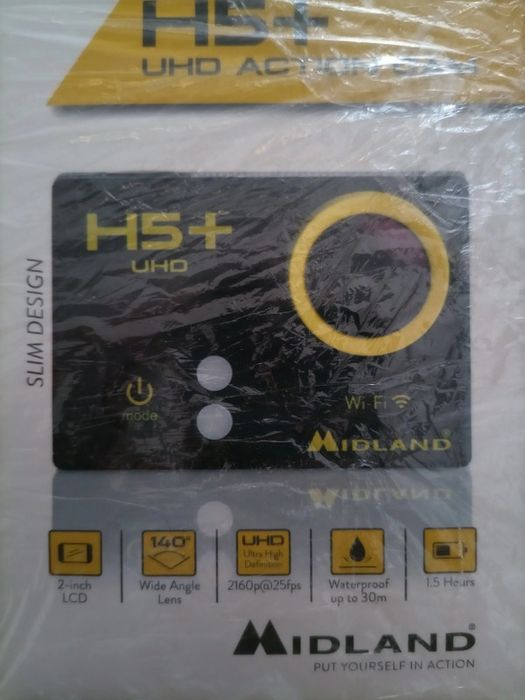 H5+
UHD ACTION CAM
SLIM DESIGN
H5+
UHD
mode
Wi-Fi
MIDLAND®
140°
UHD
Ultra High
Definition
2-inch
LCD
Wide Angle
Lens
2160p@25fps
Waterproof
up to 30m
1.5 Hours
MIDLAND®
PUT YOURSELF IN ACTION